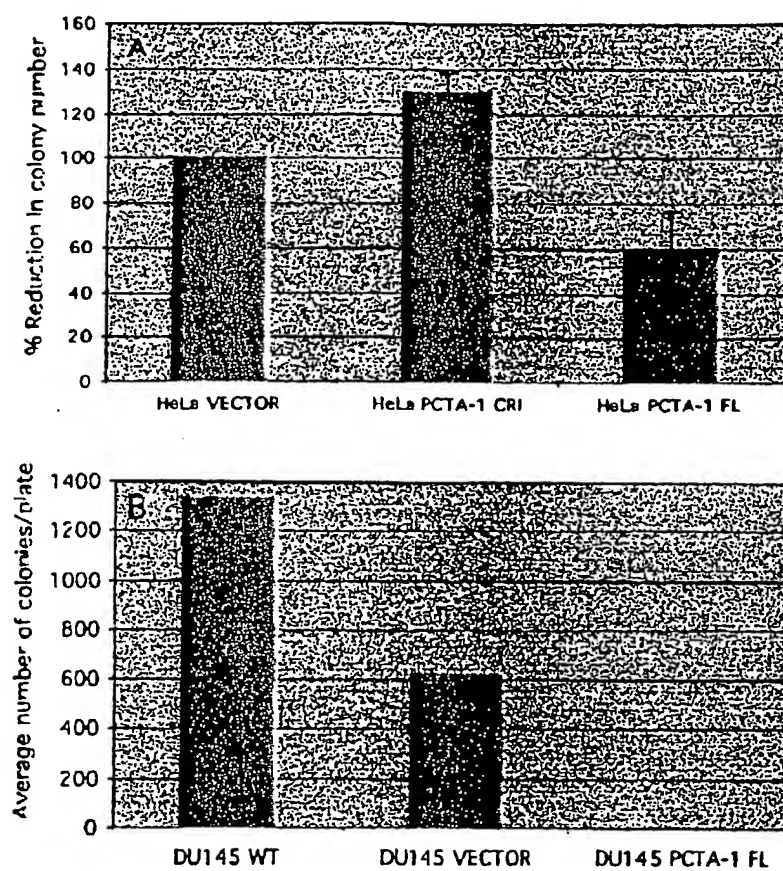 A
% Reduction in colony number
160
140
120
100
80
60
40
20
0
HeLa VECTOR HeLa PCTA-1 CRI HeLa PCTA-1 FL
B
Average number of colonies/plate
1400
1200
1000
800
600
400
200
0
DU145 WT DU145 VECTOR DU145 PCTA-1 FL